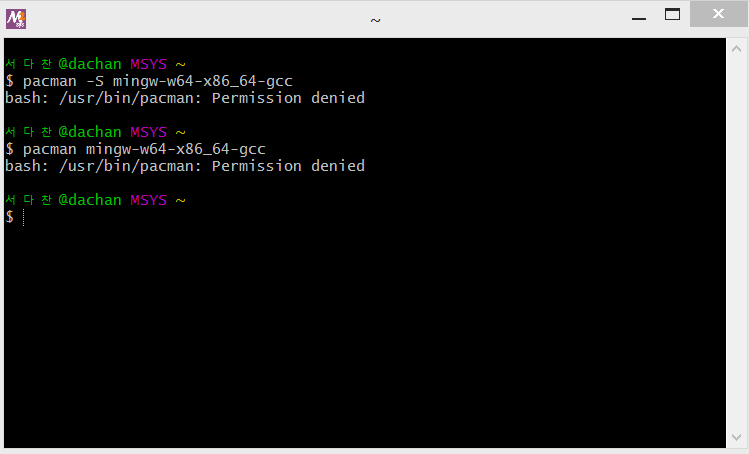 ~
서다찬@dachan MSYS ~
$ pacman -S mingw-w64-x86_64-gcc
bash: /usr/bin/pacman: Permission denied
서다찬@dachan MSYS ~
$ pacman mingw-w64-x86_64-gcc
bash: /usr/bin/pacman: Permission denied
서다찬@dachan MSYS ~
$